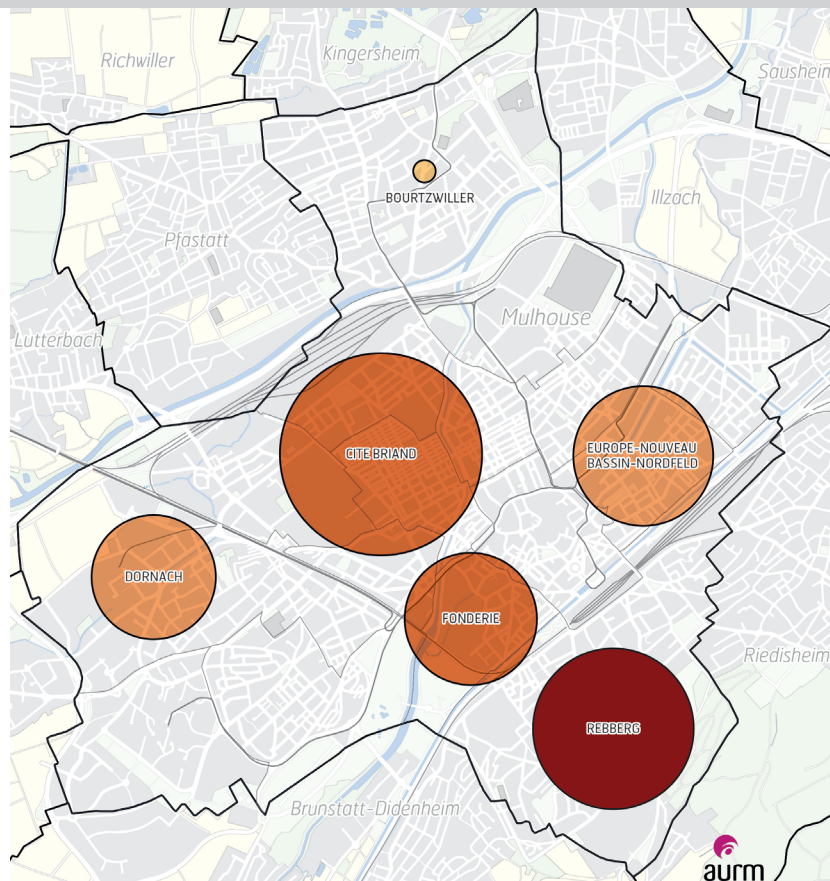 Richwiller
Kingersheim
Sausheim
BOURTZWILLER
Illzach
Pfastatt
Mulhouse
Lutterbach
CITE BRIAND
EUROPE-NOUVEAU
BASSIN-NORDFELD
DORNACH
FONDERIE
Riedisheim
REBBERG
Brunstatt-Didenheim
aurm